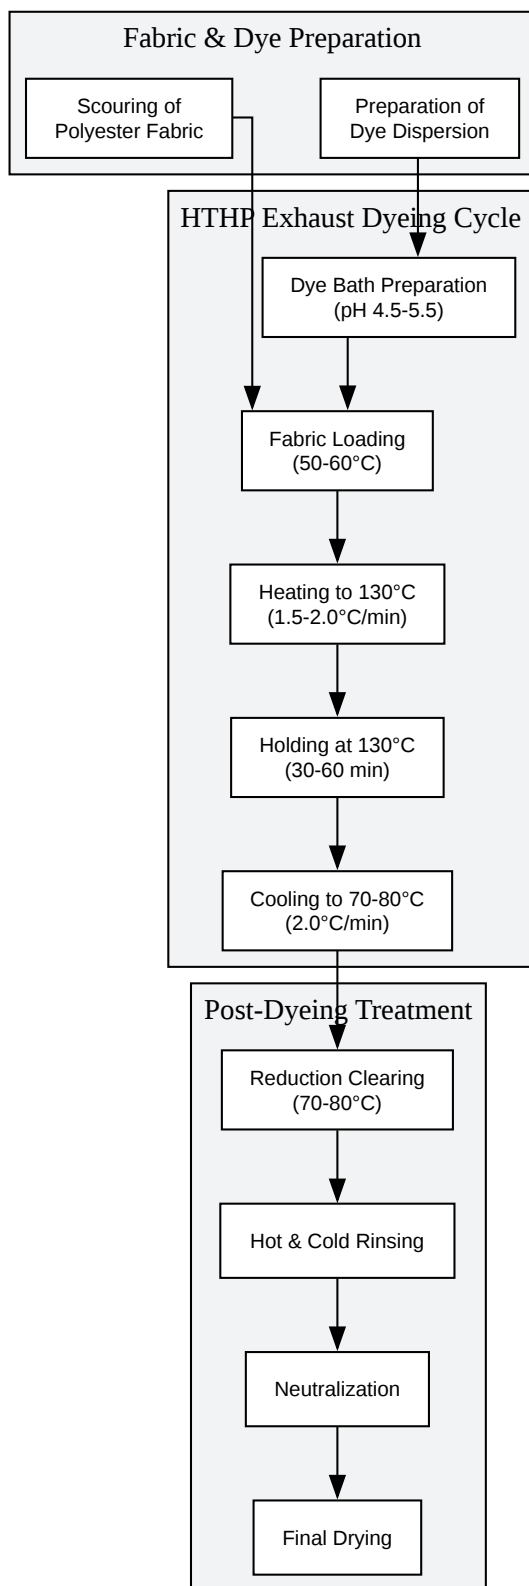 Fabric & Dye Preparation
Scouring of
Polyester Fabric
Preparation of
Dye Dispersion
HTHP Exhaust Dyeing Cycle
Dye Bath Preparation
(pH 4.5-5.5)
Fabric Loading
(50-60°C)
Heating to 130°C
(1.5-2.0°C/min)
Holding at 130°C
(30-60 min)
Cooling to 70-80°C
(2.0°C/min)
Post-Dyeing Treatment
Reduction Clearing
(70-80°C)
Hot & Cold Rinsing
Neutralization
Final Drying